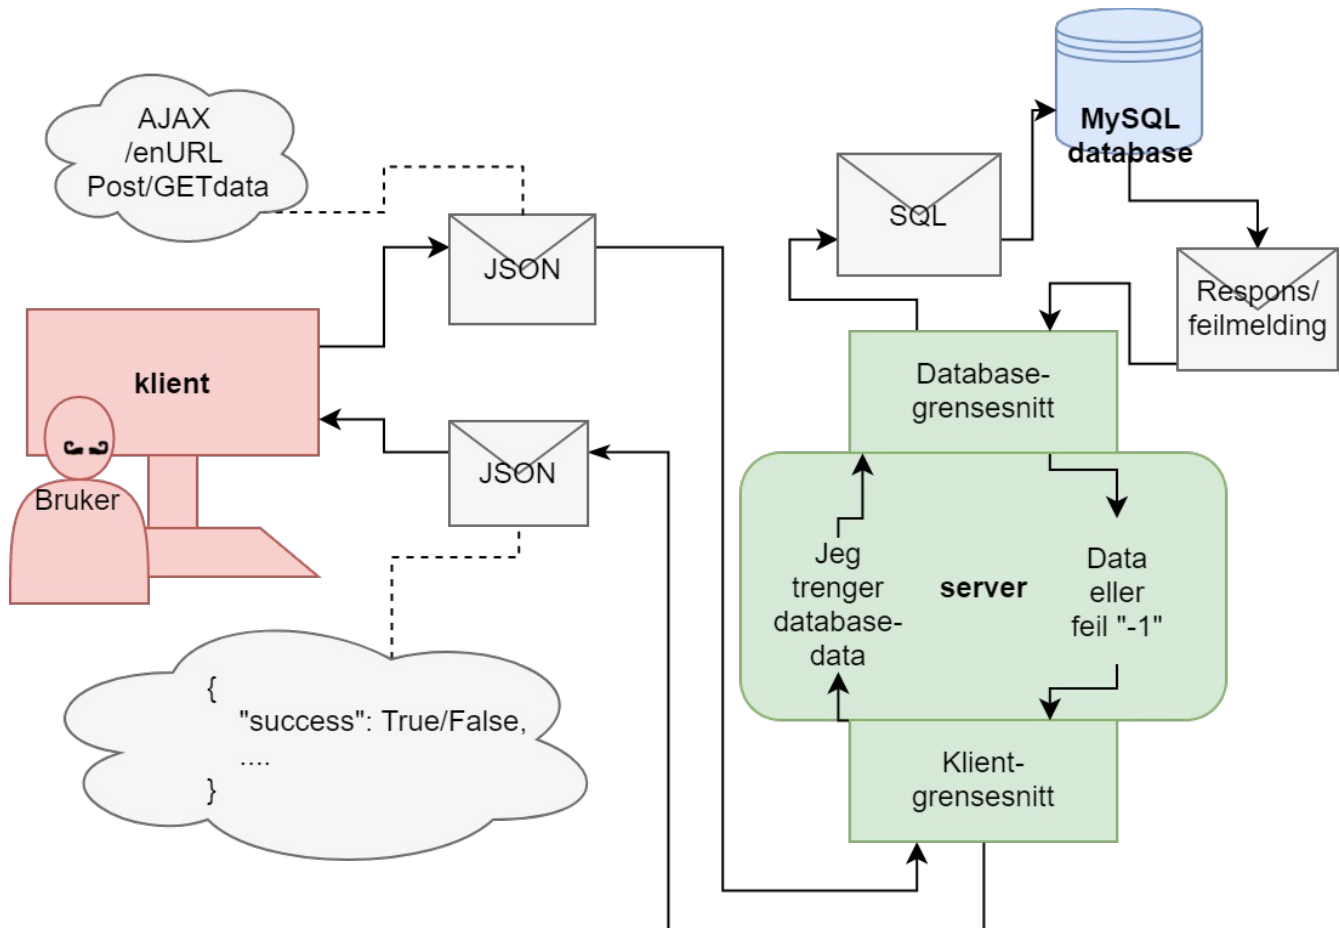 AJAX
/enURL
Post/GETdata
JSON
klient
Bruker
JSON
{
"success": True/False,
....
}
MySQL
database
SQL
Respons/
feilmelding
Database-
grensesnitt
Jeg
trenger
database-
data
server
Data
eller
feil "-1"
Klient-
grensesnitt